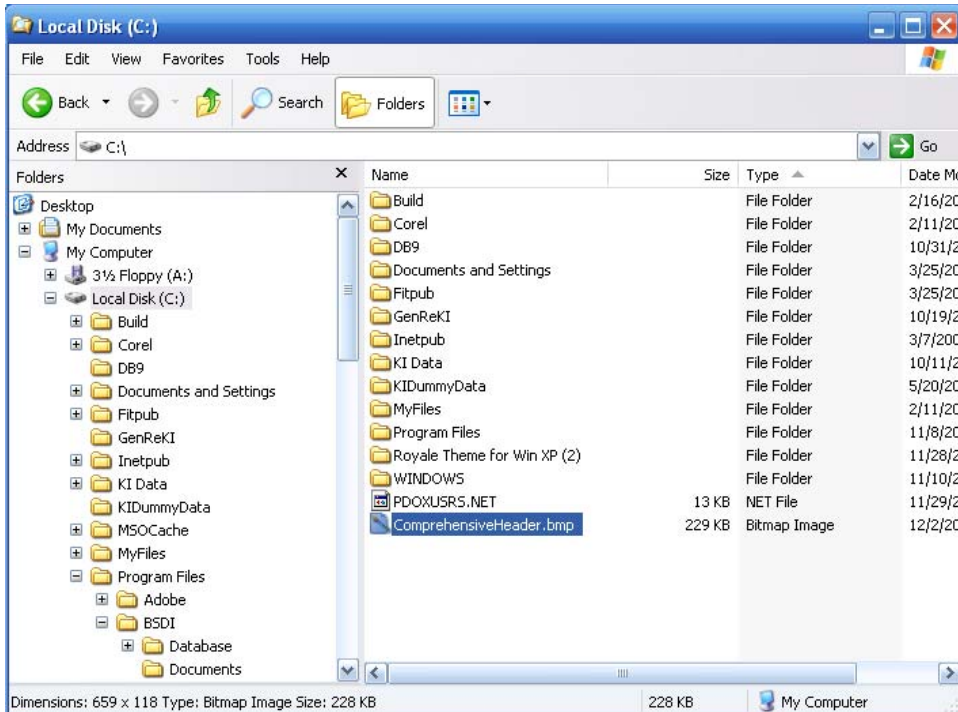 Local Disk (C:)
File Edit View Favorites Tools Help
Back Search Folders
Address C:\ Go
Folders
Desktop
My Documents
My Computer
3½ Floppy (A:)
Local Disk (C:)
Build
Corel
DB9
Documents and Settings
Fitpub
GenReKI
Inetpub
KI Data
KIDummyData
MSOCache
MyFiles
Program Files
Adobe
BSDI
Database
Documents
Name Size Type Date Mo
Build File Folder 2/16/20
Corel File Folder 2/11/20
DB9 File Folder 10/31/2
Documents and Settings File Folder 3/25/20
Fitpub File Folder 3/25/20
GenReKI File Folder 10/19/2
Inetpub File Folder 3/7/200
KI Data File Folder 10/11/2
KIDummyData File Folder 5/20/20
MyFiles File Folder 2/11/20
Program Files File Folder 11/8/20
Royale Theme for Win XP (2) File Folder 11/28/2
WINDOWS File Folder 11/10/2
PDOXUSRS.NET 13 KB NET File 11/29/2
ComprehensiveHeader.bmp 229 KB Bitmap Image 12/2/20
Dimensions: 659 x 118 Type: Bitmap Image Size: 228 KB 228 KB My Computer